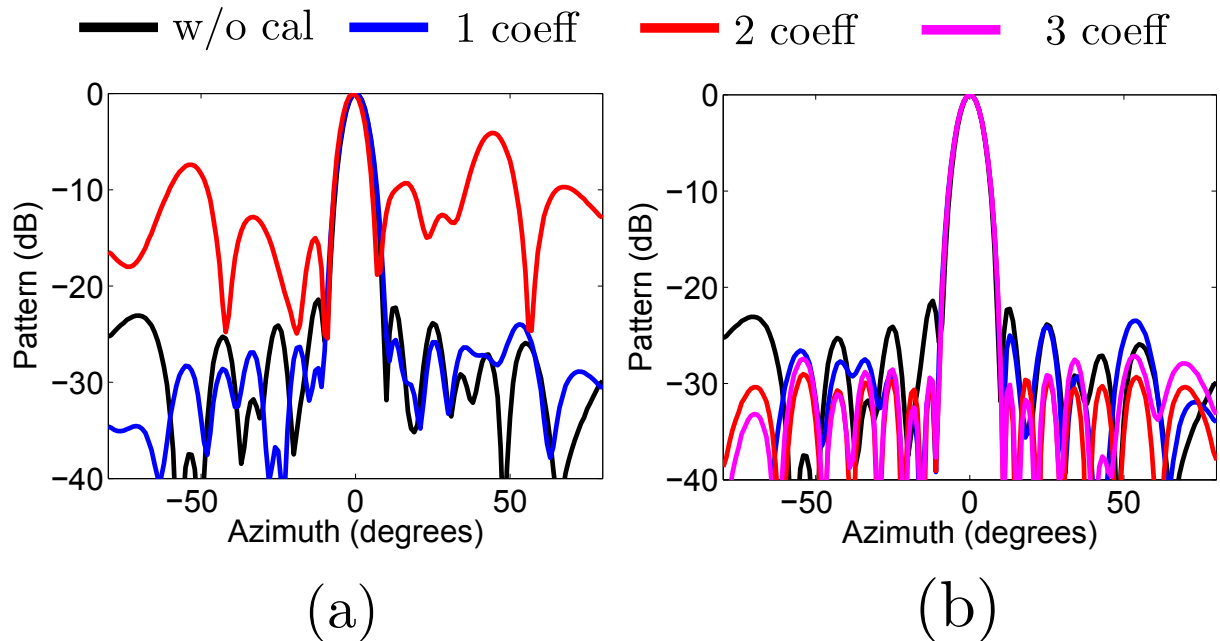 w/o cal 1 coeff 2 coeff 3 coeff
0
−10
−20
−30
−40
Pattern (dB)
−50 0 50
Azimuth (degrees)
(a)
0
−10
−20
−30
−40
Pattern (dB)
−50 0 50
Azimuth (degrees)
(b)